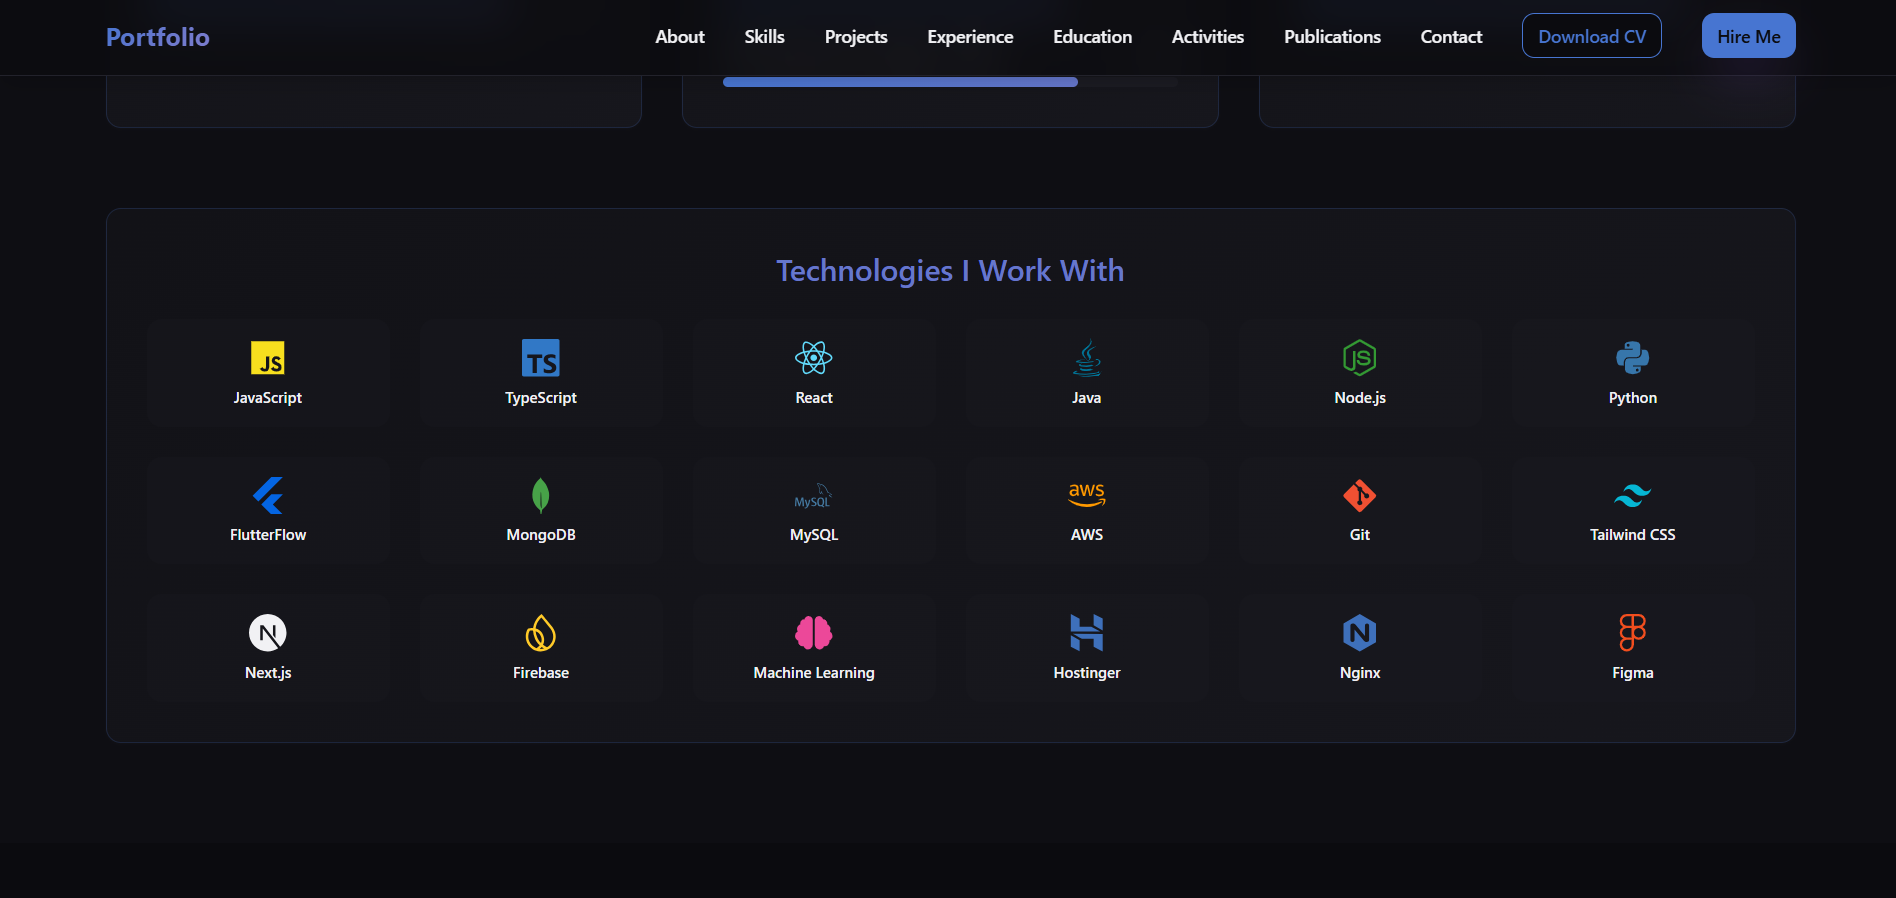 Portfolio
About Skills Projects Experience Education Activities Publications Contact Download CV Hire Me
Technologies I Work With
JS TS JS
JavaScript TypeScript React Java Node.js Python
MySQL aws
FlutterFlow MongoDB MySQL AWS Git Tailwind CSS
N N
Next.js Firebase Machine Learning Hostinger Nginx Figma